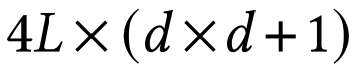 4L × (d × d + 1)